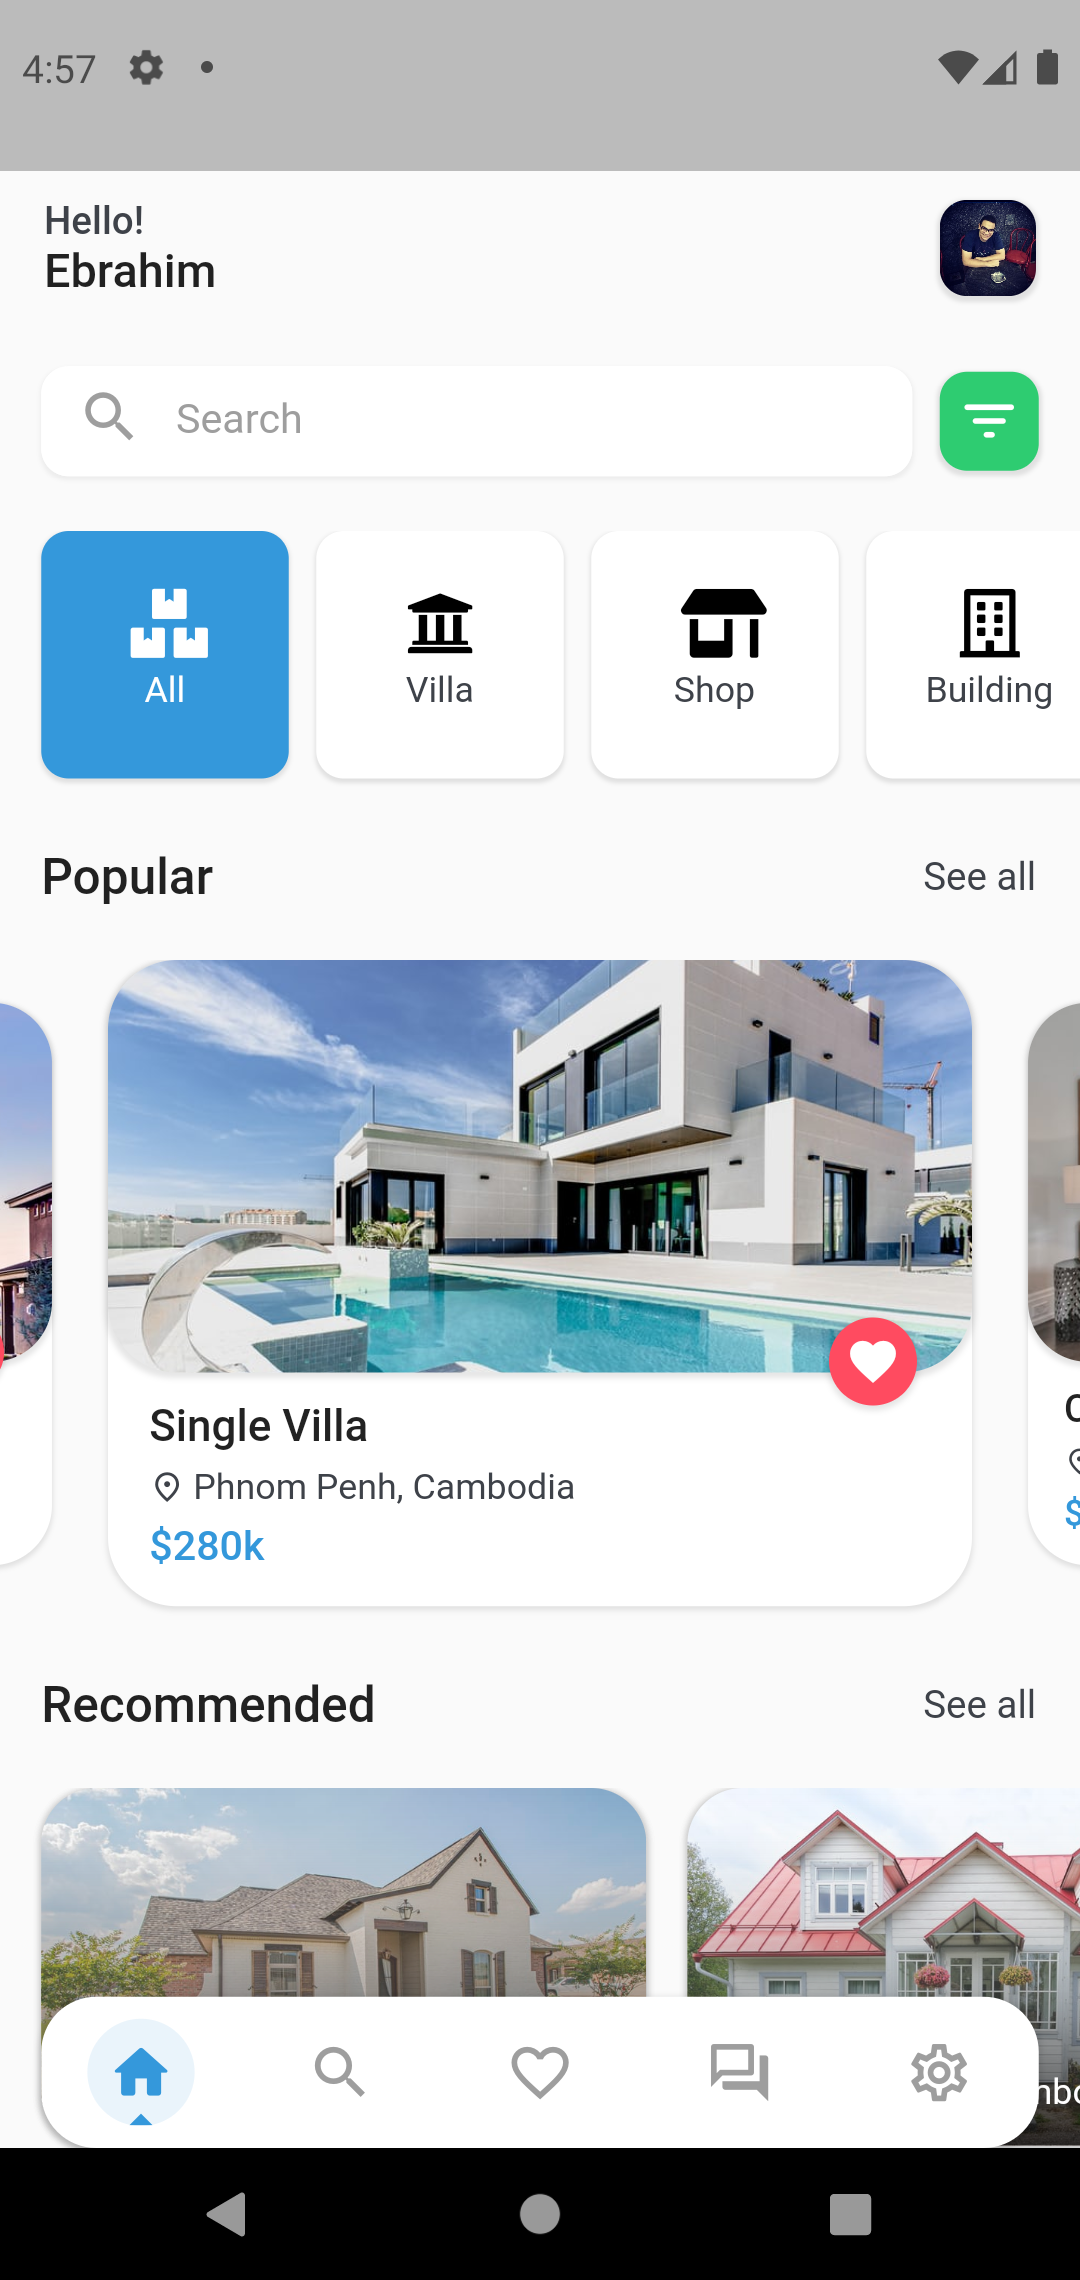 4:57
Hello!
Ebrahim
Search
All
Villa
Shop
Building
Popular
See all
Single Villa
Phnom Penh, Cambodia
$280k
$
Recommended
See all